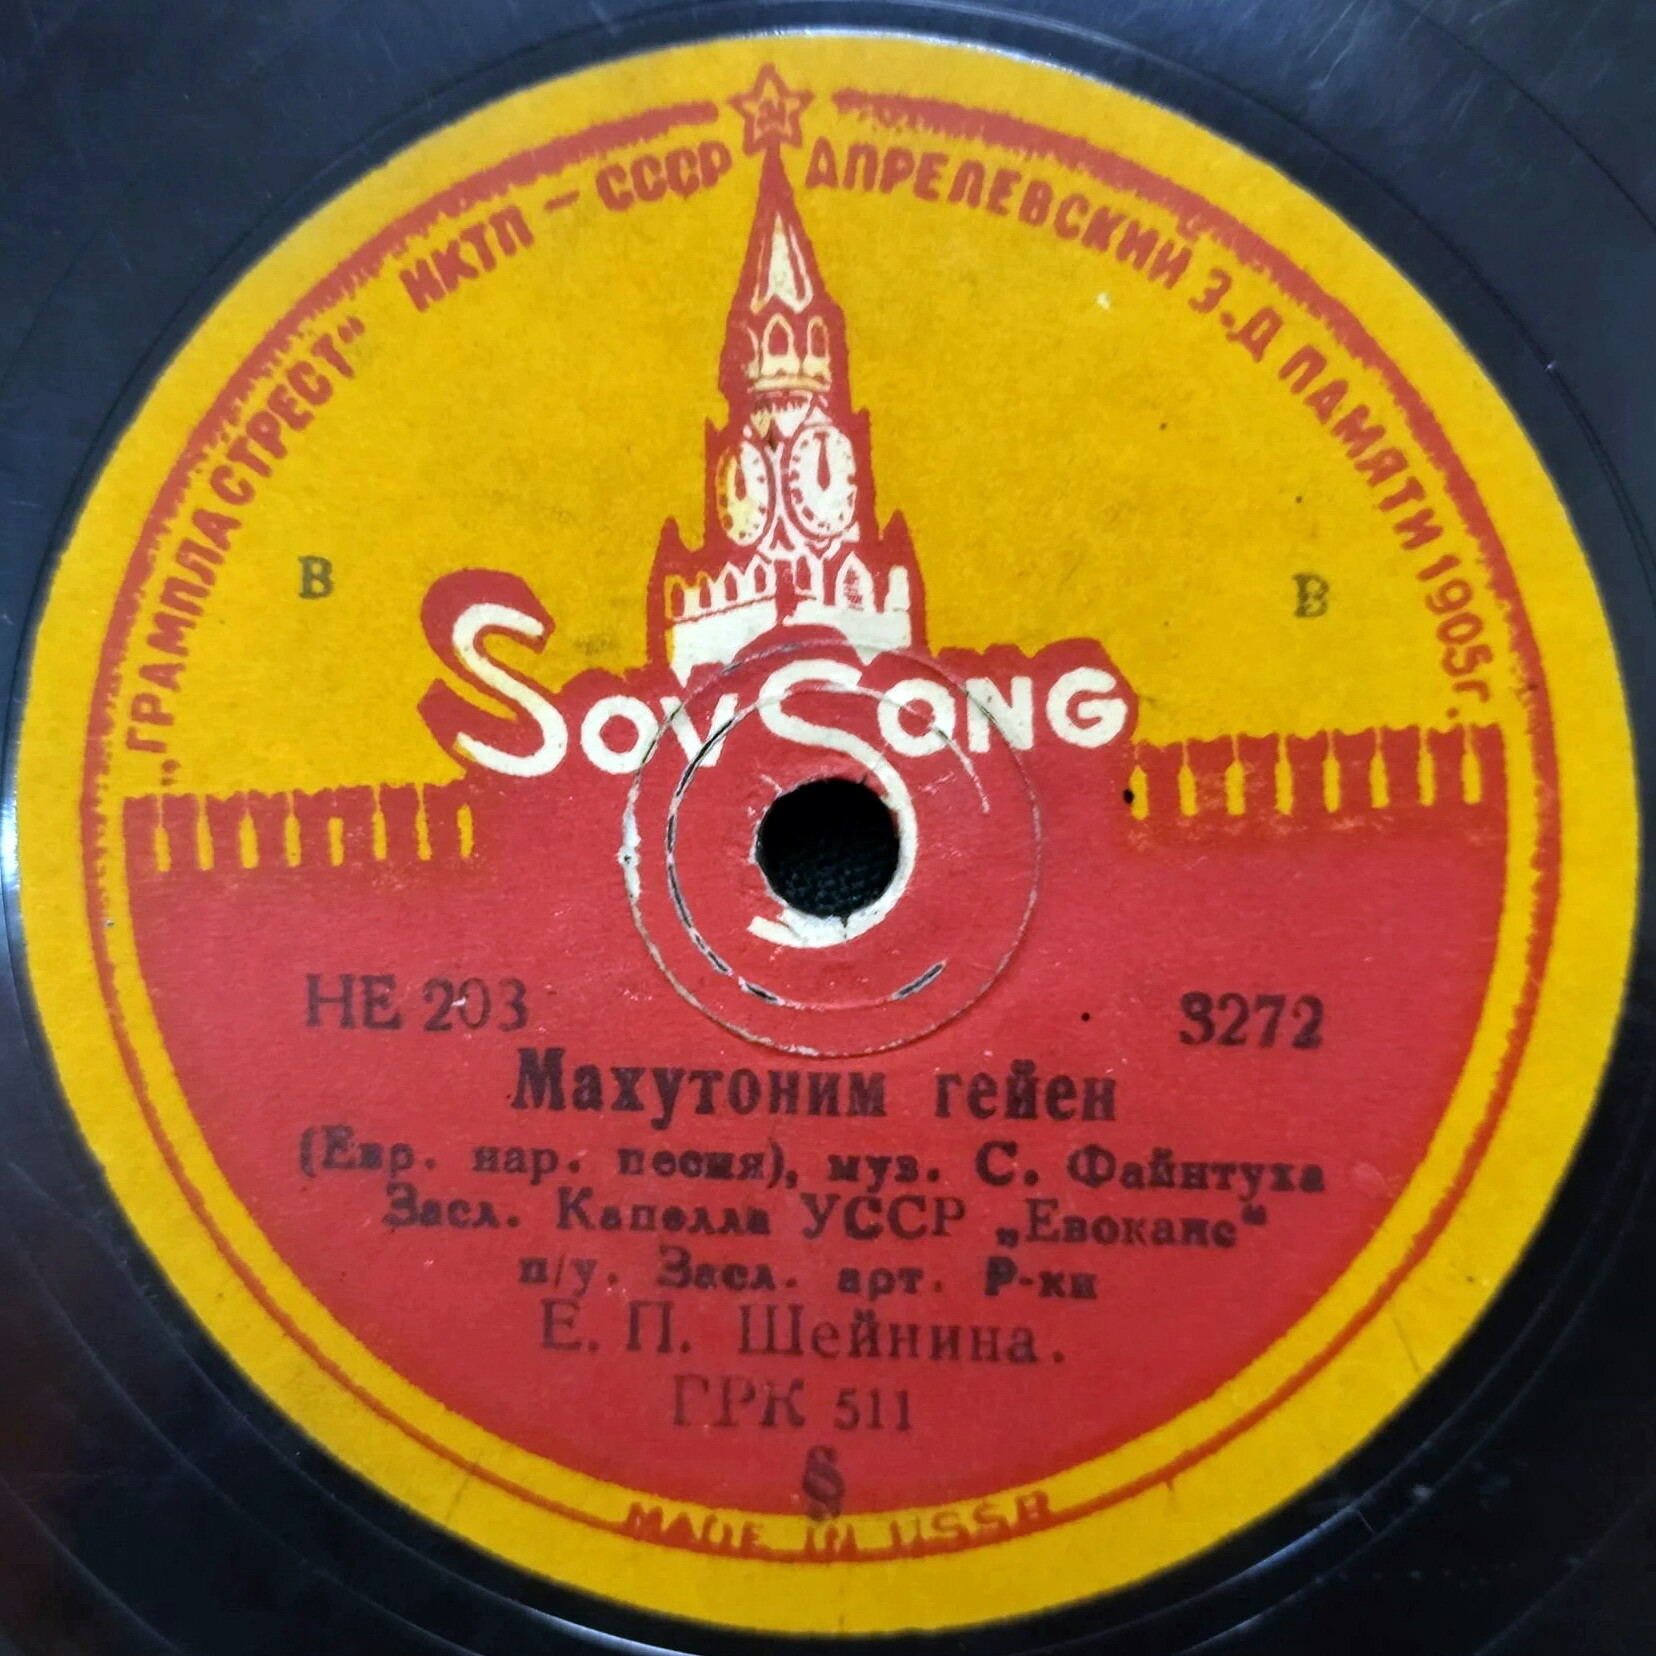 „ГРАМПЛАСТРЕСТ“ НКТП – СССР АПРЕЛЕВСКИЙ З-Д ПАМЯТИ 1905г.
В В
SovSong
НЕ 203 3272
Махутоним гейен
(Евр. нар. песня), муз. С. Файнтуха
Засл. Капелла УССР „Евоканс“
п/у. Засл. арт. Р-ки
Е. П. Шейнина.
ГРК 511
§
MADE IN USSR